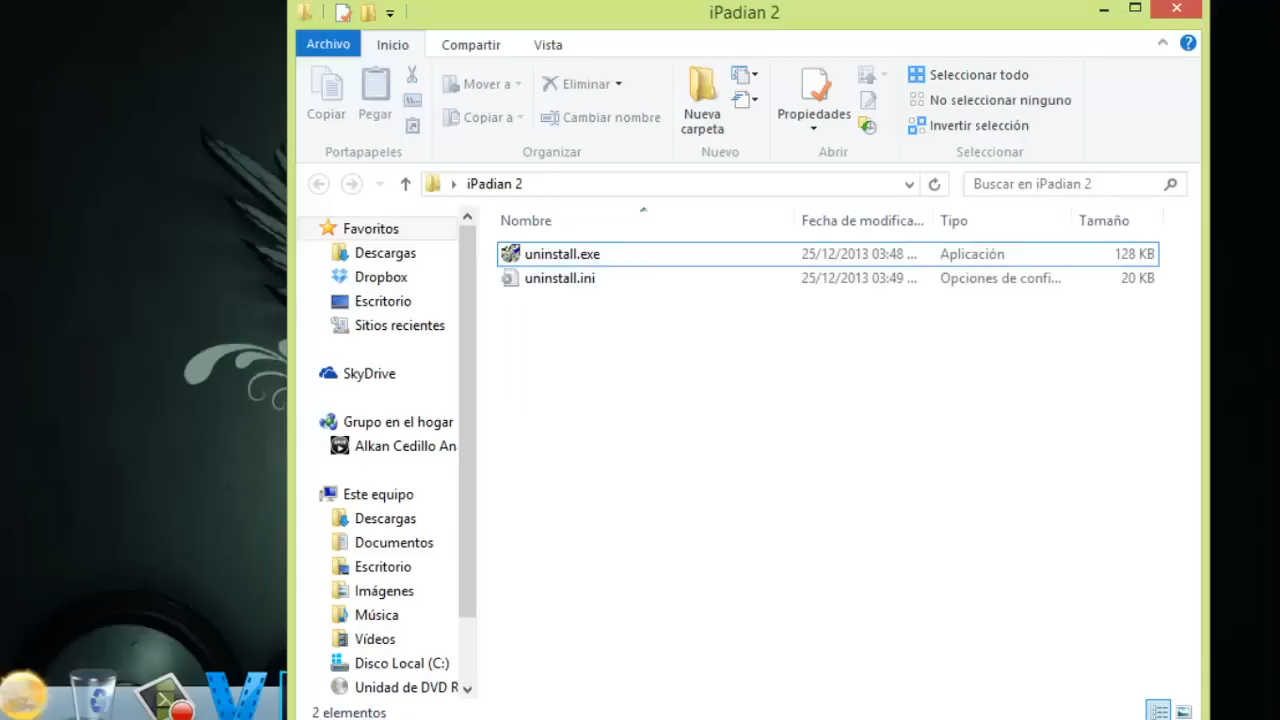 iPadian 2
Archivo Inicio Compartir Vista
Copiar Pegar Mover a Copiar a Eliminar Cambiar nombre Nueva carpeta Propiedades Seleccionar todo No seleccionar ninguno Invertir selección
Portapapeles Organizar Nuevo Abrir Seleccionar
iPadian 2 Buscar en iPadian 2
Nombre Fecha de modifica... Tipo Tamaño
uninstall.exe 25/12/2013 03:48 ... Aplicación 128 KB
uninstall.ini 25/12/2013 03:49 ... Opciones de confi... 20 KB
Favoritos
Descargas
Dropbox
Escritorio
Sitios recientes
SkyDrive
Grupo en el hogar
Alkan Cedillo An
Este equipo
Descargas
Documentos
Escritorio
Imágenes
Música
Vídeos
Disco Local (C:)
Unidad de DVD R
2 elementos